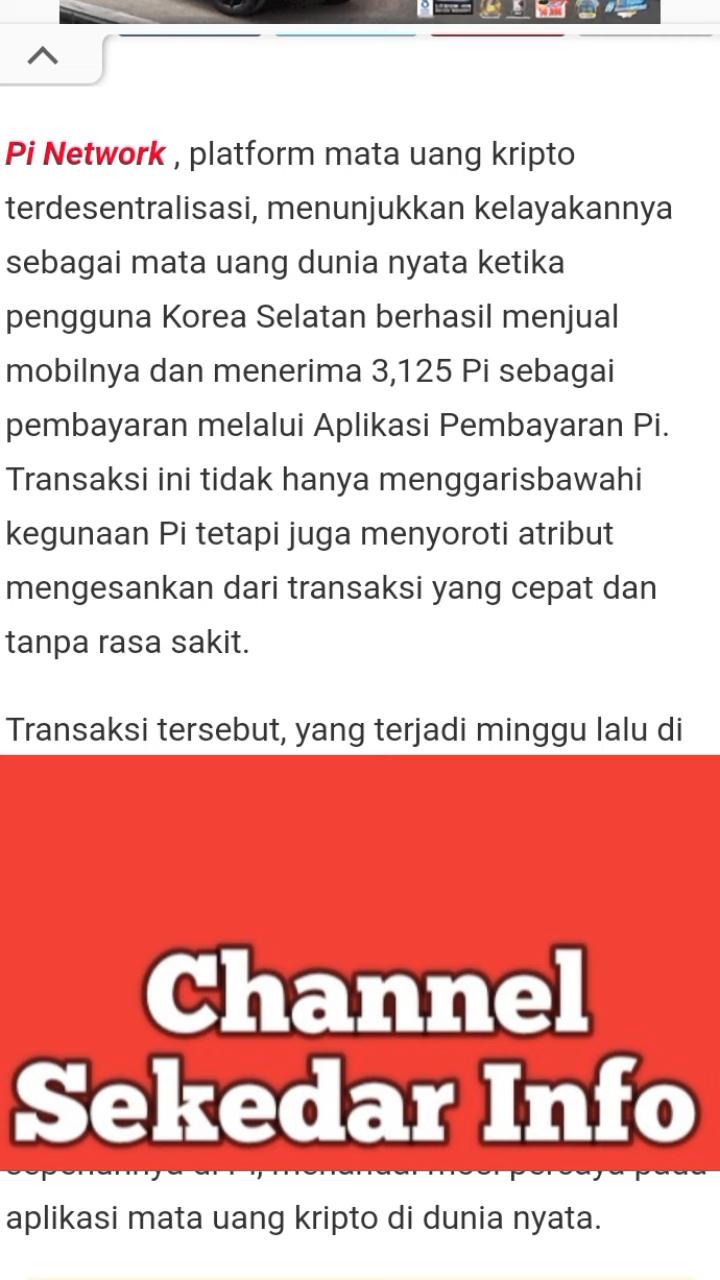 Pi Network , platform mata uang kripto
terdesentralisasi, menunjukkan kelayakannya
sebagai mata uang dunia nyata ketika
pengguna Korea Selatan berhasil menjual
mobilnya dan menerima 3,125 Pi sebagai
pembayaran melalui Aplikasi Pembayaran Pi.
Transaksi ini tidak hanya menggarisbawahi
kegunaan Pi tetapi juga menyoroti atribut
mengesankan dari transaksi yang cepat dan
tanpa rasa sakit.
Transaksi tersebut, yang terjadi minggu lalu di
Channel
Sekedar Info
aplikasi mata uang kripto di dunia nyata.